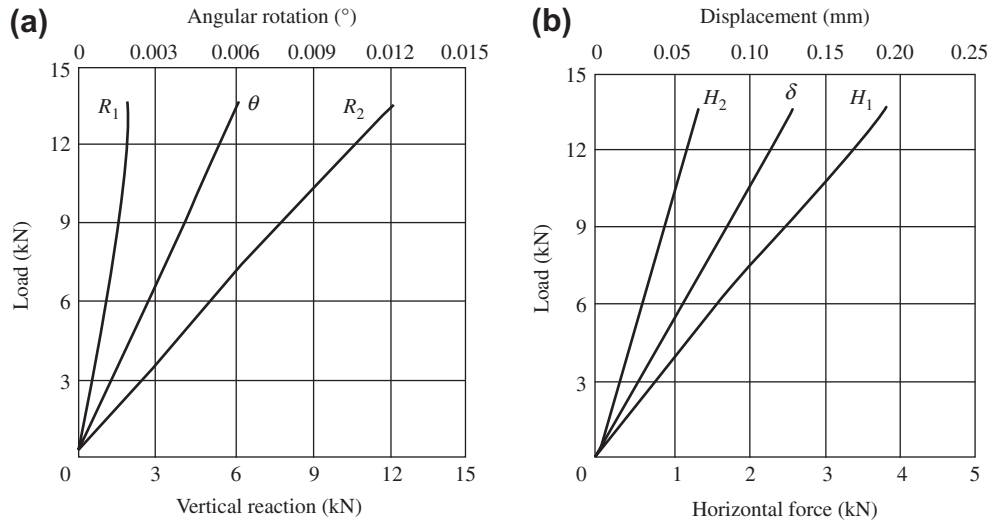 (a)
Angular rotation (°)
0 0.003 0.006 0.009 0.012 0.015
15
12
9
6
3
Load (kN)
R1
θ
R2
0 3 6 9 12 15
Vertical reaction (kN)
(b)
Displacement (mm)
0 0.05 0.10 0.15 0.20 0.25
15
12
9
6
3
Load (kN)
H2
δ
H1
0 1 2 3 4 5
Horizontal force (kN)